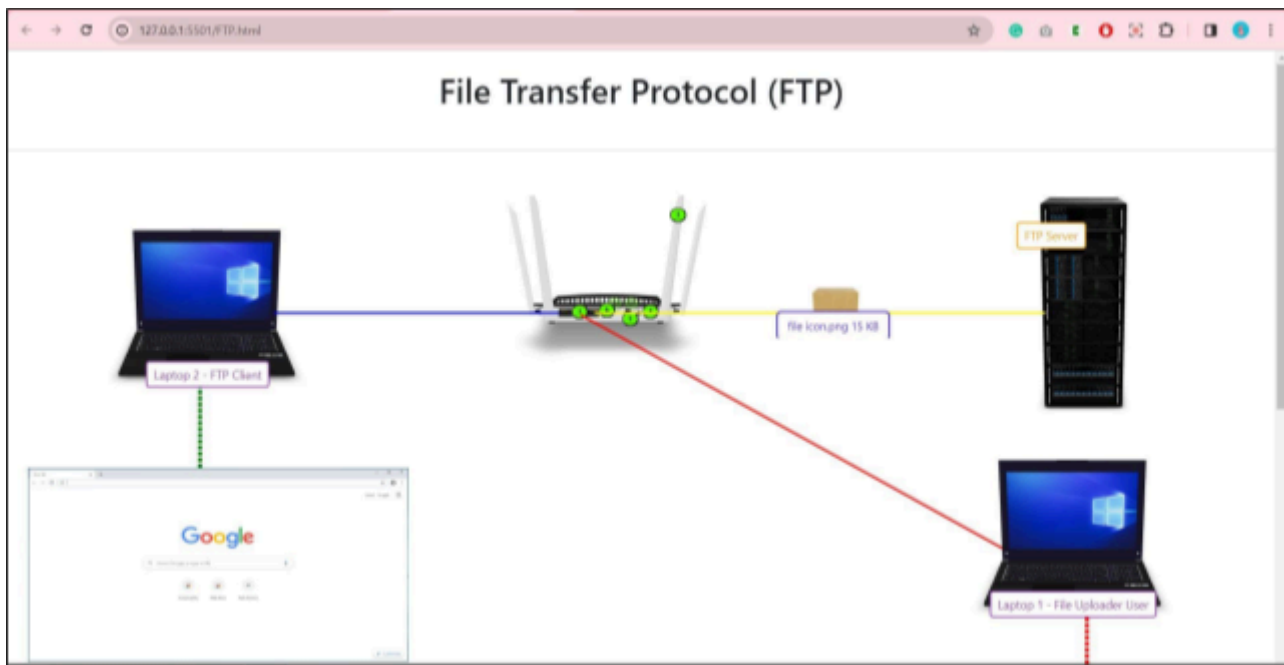 127.0.0.1:5501/FTP.html
File Transfer Protocol (FTP)
FTP Server
file icon.png 15 KB
Laptop 2 - FTP Client
Google
Laptop 1 - File Uploader User